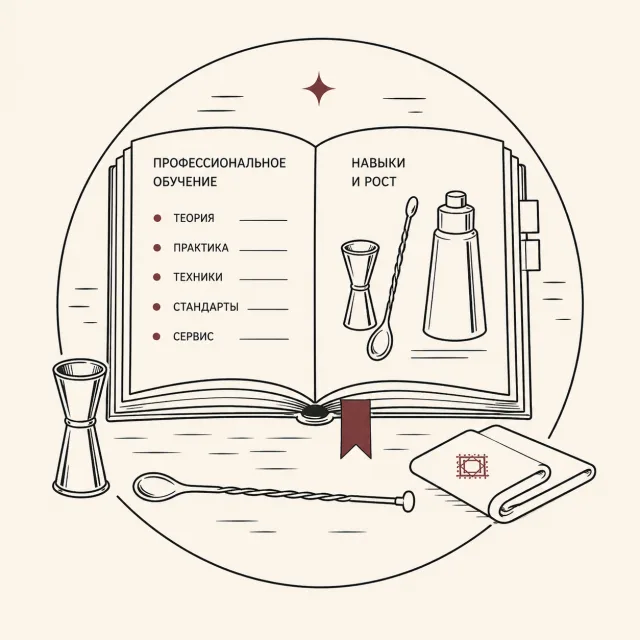 ПРОФЕССИОНАЛЬНОЕ
ОБУЧЕНИЕ
ТЕОРИЯ
ПРАКТИКА
ТЕХНИКИ
СТАНДАРТЫ
СЕРВИС
НАВЫКИ
И РОСТ